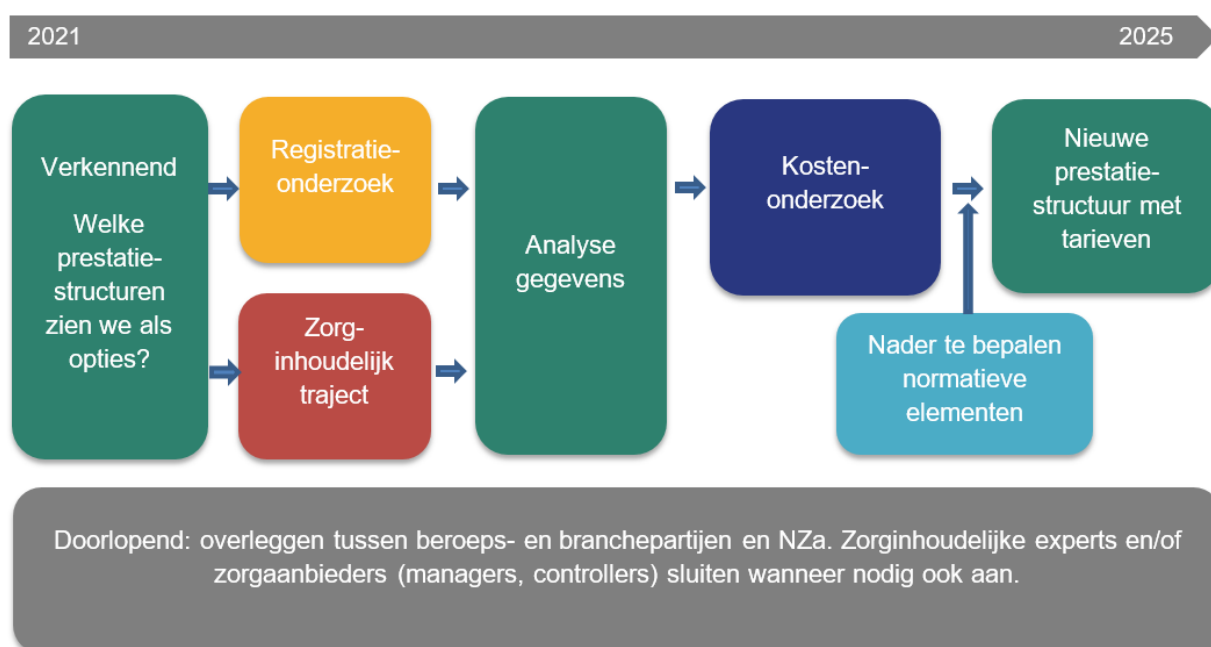 2021
2025
Verkennend
Welke
prestatie-
structuren
zien we als
opties?
Registratie-
onderzoek
Zorg-
inhoudelijk
traject
Analyse
gegevens
Kosten-
onderzoek
Nieuwe
prestatie-
structuur met
tarieven
Nader te bepalen
normatieve
elementen
Doorlopend: overleggen tussen beroeps- en branchepartijen en NZa. Zorginhoudelijke experts en/of
zorgaanbieders (managers, controllers) sluiten wanneer nodig ook aan.